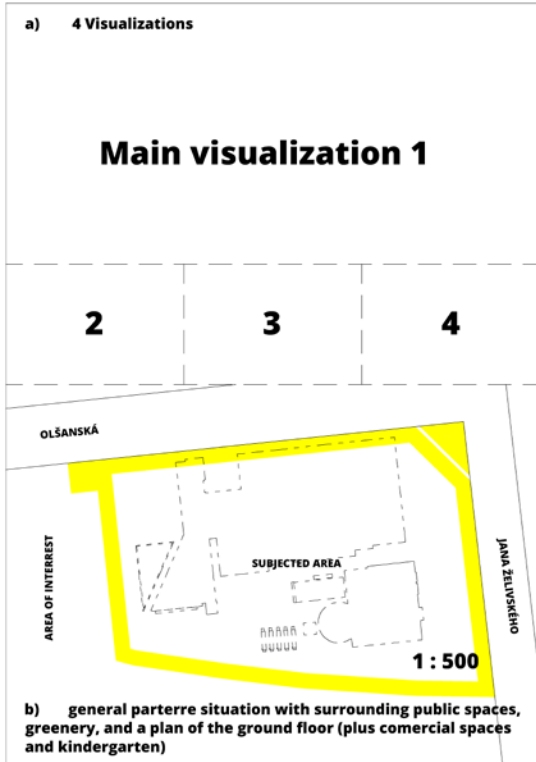 a) 4 Visualizations
Main visualization 1
2 3 4
OLŠANSKÁ
AREA OF INTERREST
SUBJECTED AREA
JANA ŽELIVSKÉHO
1 : 500
b) general parterre situation with surrounding public spaces,
greenery, and a plan of the ground floor (plus comercial spaces
and kindergarten)